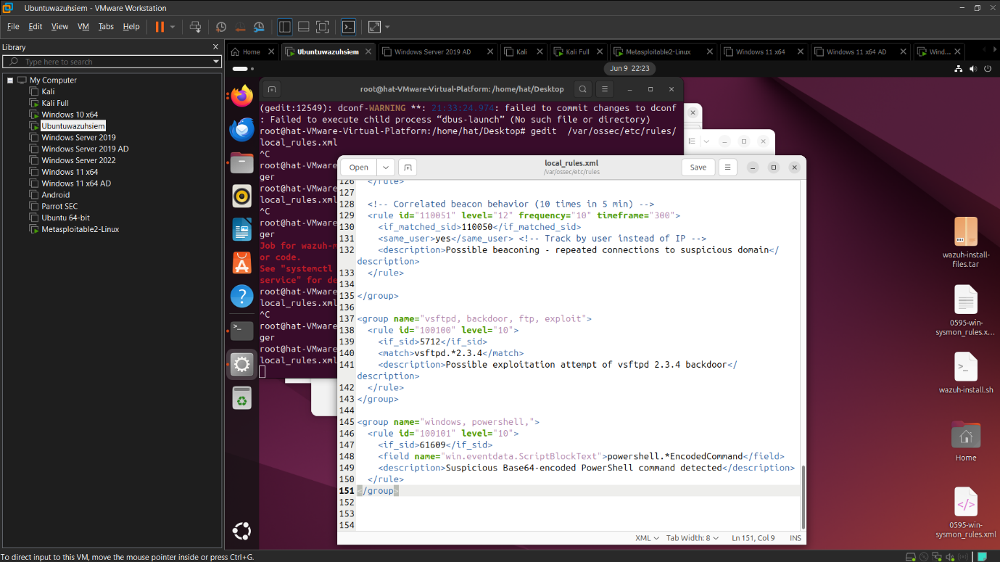 Ubuntuwazuhsiem - VMware Workstation
File Edit View VM Tabs Help
Library
Type here to search
My Computer
Kali
Kali Full
Windows 10 x64
Ubuntuwazuhsiem
Windows Server 2019
Windows Server 2019 AD
Windows Server 2022
Windows 11 x64
Windows 11 x64 AD
Android
Parrot SEC
Ubuntu 64-bit
Metasploitable2-Linux
Home Ubuntuwazuhsiem Windows Server 2019 AD Kali Kali Full Metasploitable2-Linux Windows 11 x64 Windows 11 x64 AD Wind...
Jun 9 22:23
root@hat-VMware-Virtual-Platform: /home/hat/Desktop
(gedit:12549): dconf-WARNING **: 21:33:24.974: failed to commit changes to dconf
: Failed to execute child process “dbus-launch” (No such file or directory)
root@hat-VMware-Virtual-Platform:/home/hat/Desktop# gedit  /var/ossec/etc/rules/
local_rules.xml
^C
root@hat-VMware
ger
root@hat-VMware
local_rules.xml
^C
root@hat-VMware
ger
Job for wazuh-m
or code.
See "systemctl
service" for de
root@hat-VMware
local_rules.xml
^C
root@hat-VMware
ger
root@hat-VMware
local_rules.xml
Open local_rules.xml Save
/var/ossec/etc/rules
126   </rule>
127
128   <!-- Correlated beacon behavior (10 times in 5 min) -->
129   <rule id="110051" level="12" frequency="10" timeframe="300">
130     <if_matched_sid>110050</if_matched_sid>
131     <same_user>yes</same_user> <!-- Track by user instead of IP -->
132     <description>Possible beaconing - repeated connections to suspicious domain</
description>
133   </rule>
134
135 </group>
136
137 <group name="vsftpd, backdoor, ftp, exploit">
138   <rule id="100100" level="10">
139     <if_sid>5712</if_sid>
140     <match>vsftpd.*2.3.4</match>
141     <description>Possible exploitation attempt of vsftpd 2.3.4 backdoor</
description>
142   </rule>
143 </group>
144
145 <group name="windows, powershell,">
146   <rule id="100101" level="10">
147     <if_sid>61609</if_sid>
148     <field name="win.eventdata.ScriptBlockText">powershell.*EncodedCommand</field>
149     <description>Suspicious Base64-encoded PowerShell command detected</description>
150   </rule>
151 </group>
152
153
154
XML Tab Width: 8 Ln 151, Col 9 INS
wazuh-install-
files.tar
0595-win-
sysmon_rules.x...
wazuh-install.sh
Home
0595-win-
sysmon_rules.xml
To direct input to this VM, move the mouse pointer inside or press Ctrl+G.